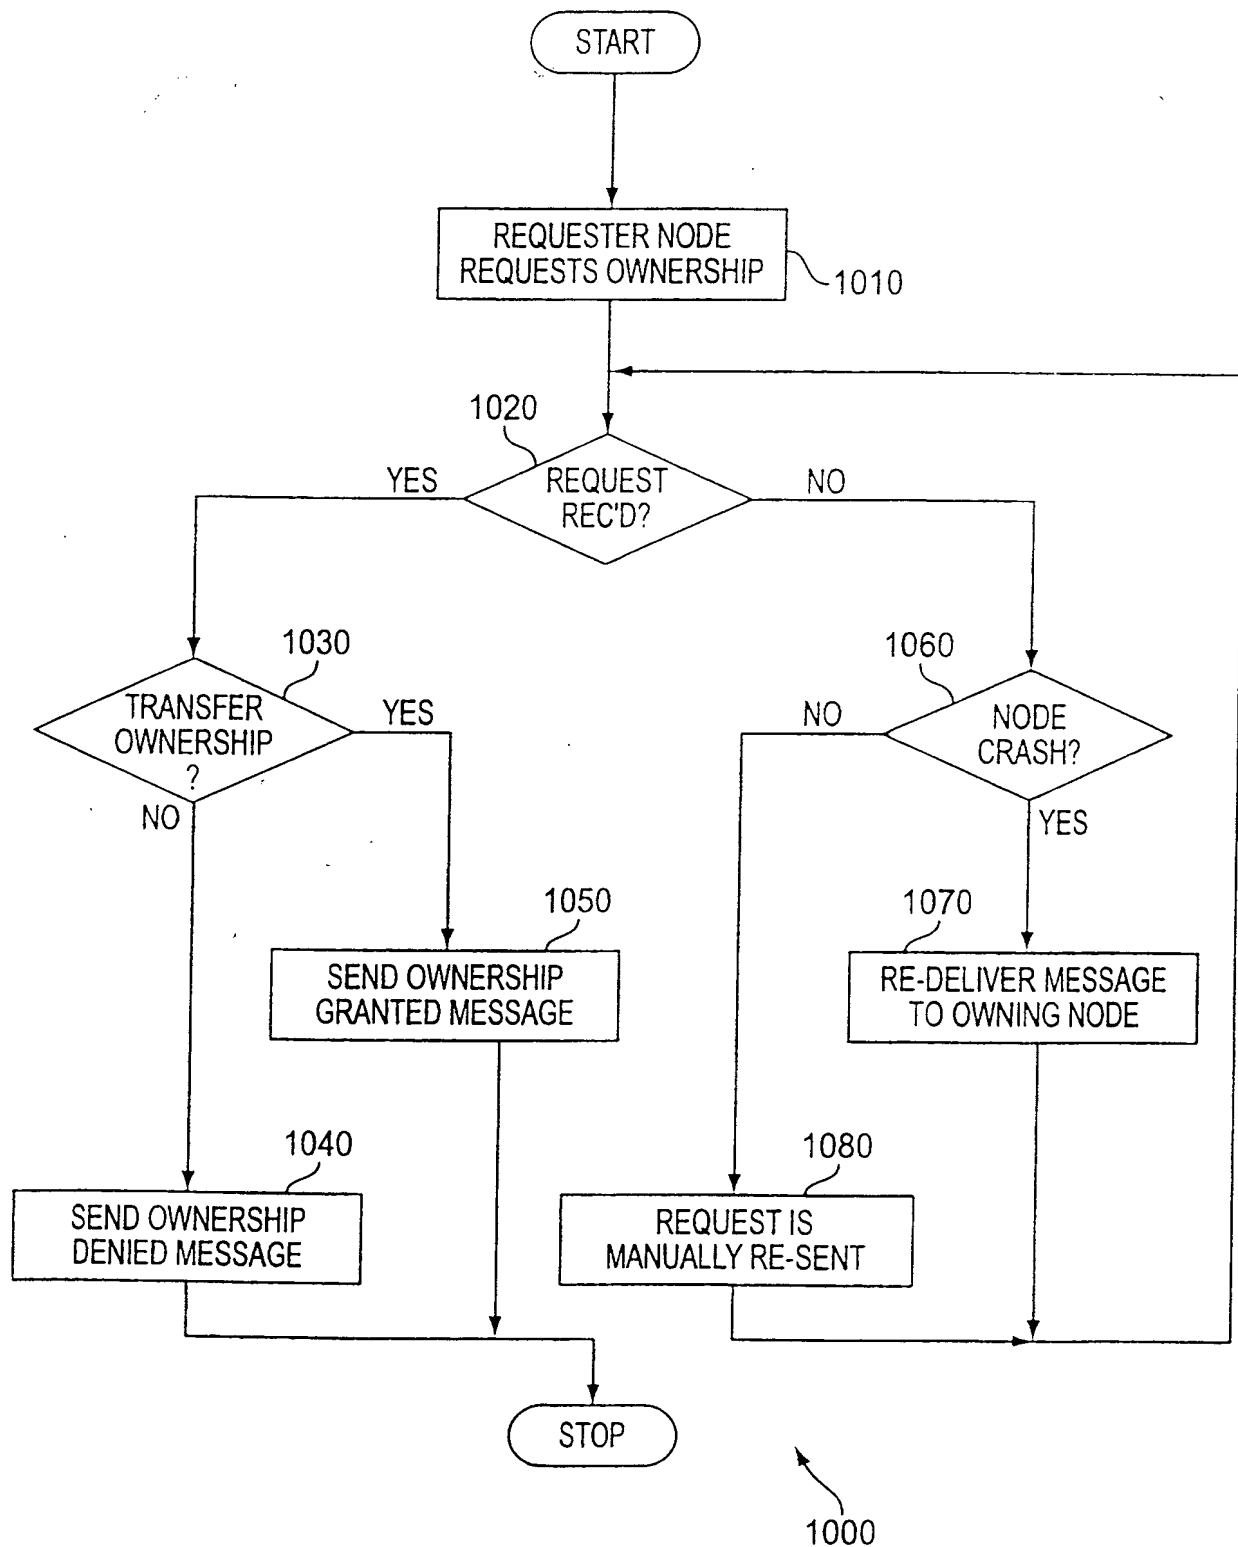 START
REQUESTER NODE
REQUESTS OWNERSHIP
1010
1020
REQUEST
REC'D?
YES
NO
1030
TRANSFER
OWNERSHIP
?
YES
NO
1060
NODE
CRASH?
NO
YES
1050
SEND OWNERSHIP
GRANTED MESSAGE
1070
RE-DELIVER MESSAGE
TO OWNING NODE
1040
SEND OWNERSHIP
DENIED MESSAGE
1080
REQUEST IS
MANUALLY RE-SENT
STOP
1000